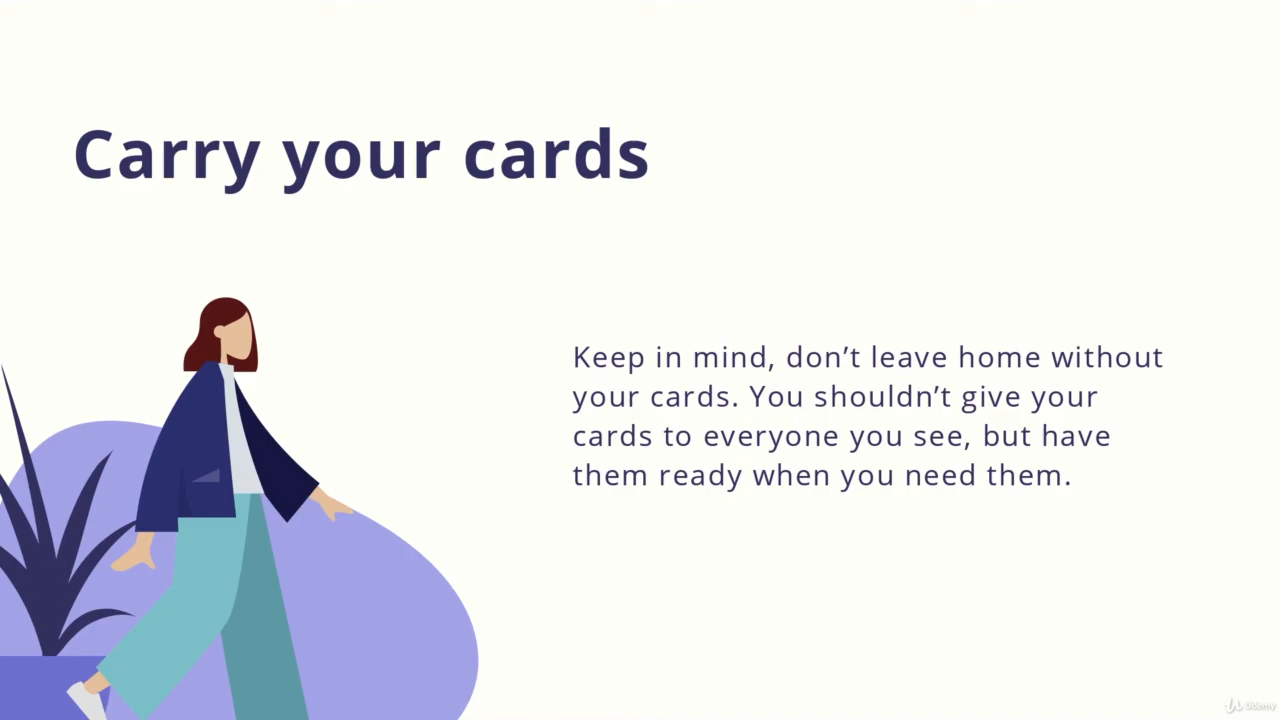 Carry your cards
Keep in mind, don’t leave home without
your cards. You shouldn’t give your
cards to everyone you see, but have
them ready when you need them.
Udemy